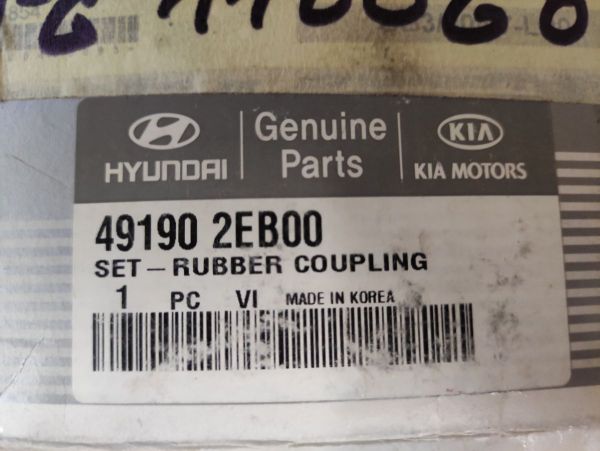 HYUNDAI
Genuine
Parts
KIA
KIA MOTORS
49190 2EB00
SET-RUBBER COUPLING
1 PC VI MADE IN KOREA